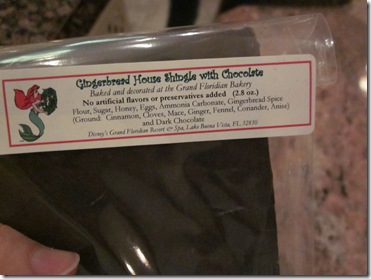 Gingerbread House Shingle with Chocolate
Baked and decorated at the Grand Floridian Bakery
No artificial flavors or preservatives added (2.8 oz.)
Flour, Sugar, Honey, Eggs, Ammonia Carbonate, Gingerbread Spice
(Ground: Cinnamon, Cloves, Mace, Ginger, Fennel, Coriander, Anise)
and Dark Chocolate
Disney's Grand Floridian Resort & Spa, Lake Buena Vista, FL, 32830